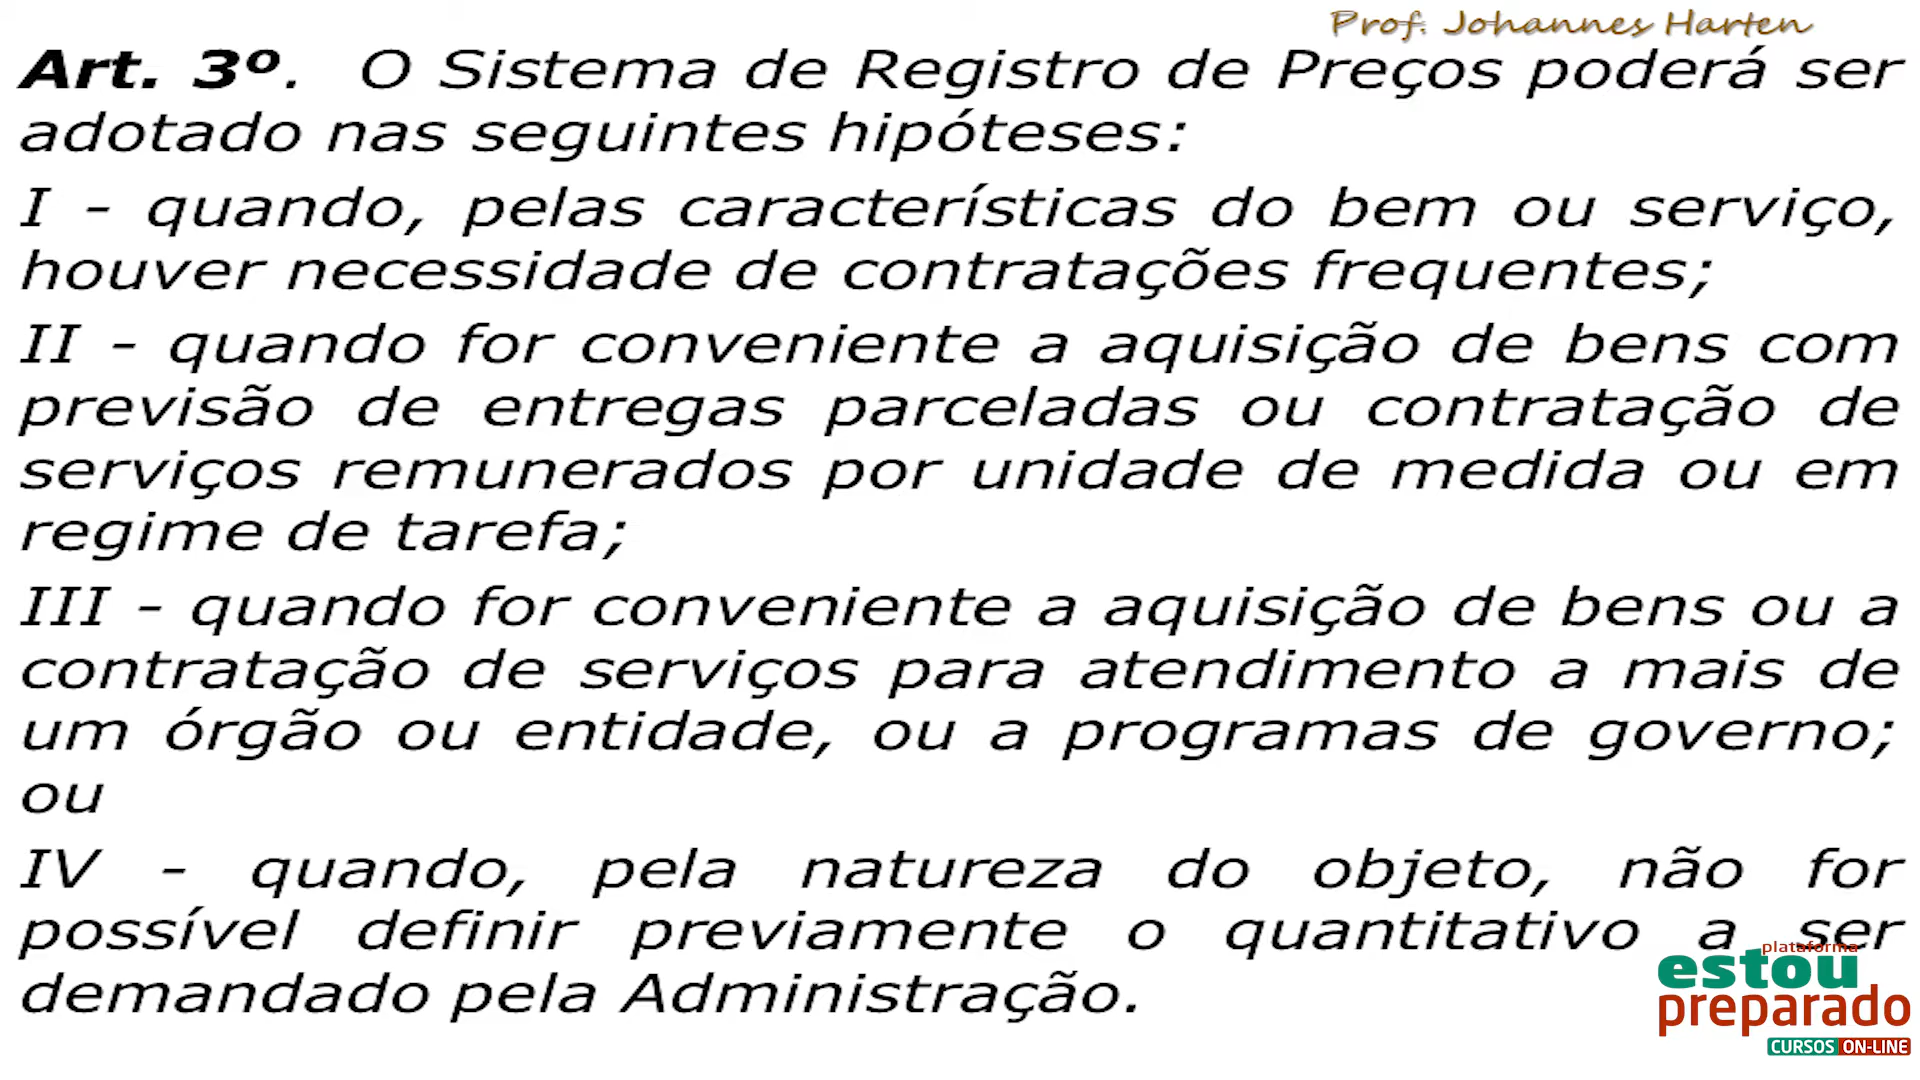 Prof. Johannes Harten
Art. 3º. O Sistema de Registro de Preços poderá ser
adotado nas seguintes hipóteses:
I - quando, pelas características do bem ou serviço,
houver necessidade de contratações frequentes;
II - quando for conveniente a aquisição de bens com
previsão de entregas parceladas ou contratação de
serviços remunerados por unidade de medida ou em
regime de tarefa;
III - quando for conveniente a aquisição de bens ou a
contratação de serviços para atendimento a mais de
um órgão ou entidade, ou a programas de governo;
ou
IV - quando, pela natureza do objeto, não for
possível definir previamente o quantitativo a ser
demandado pela Administração.
plataforma
estou
preparado
CURSOS ON-LINE